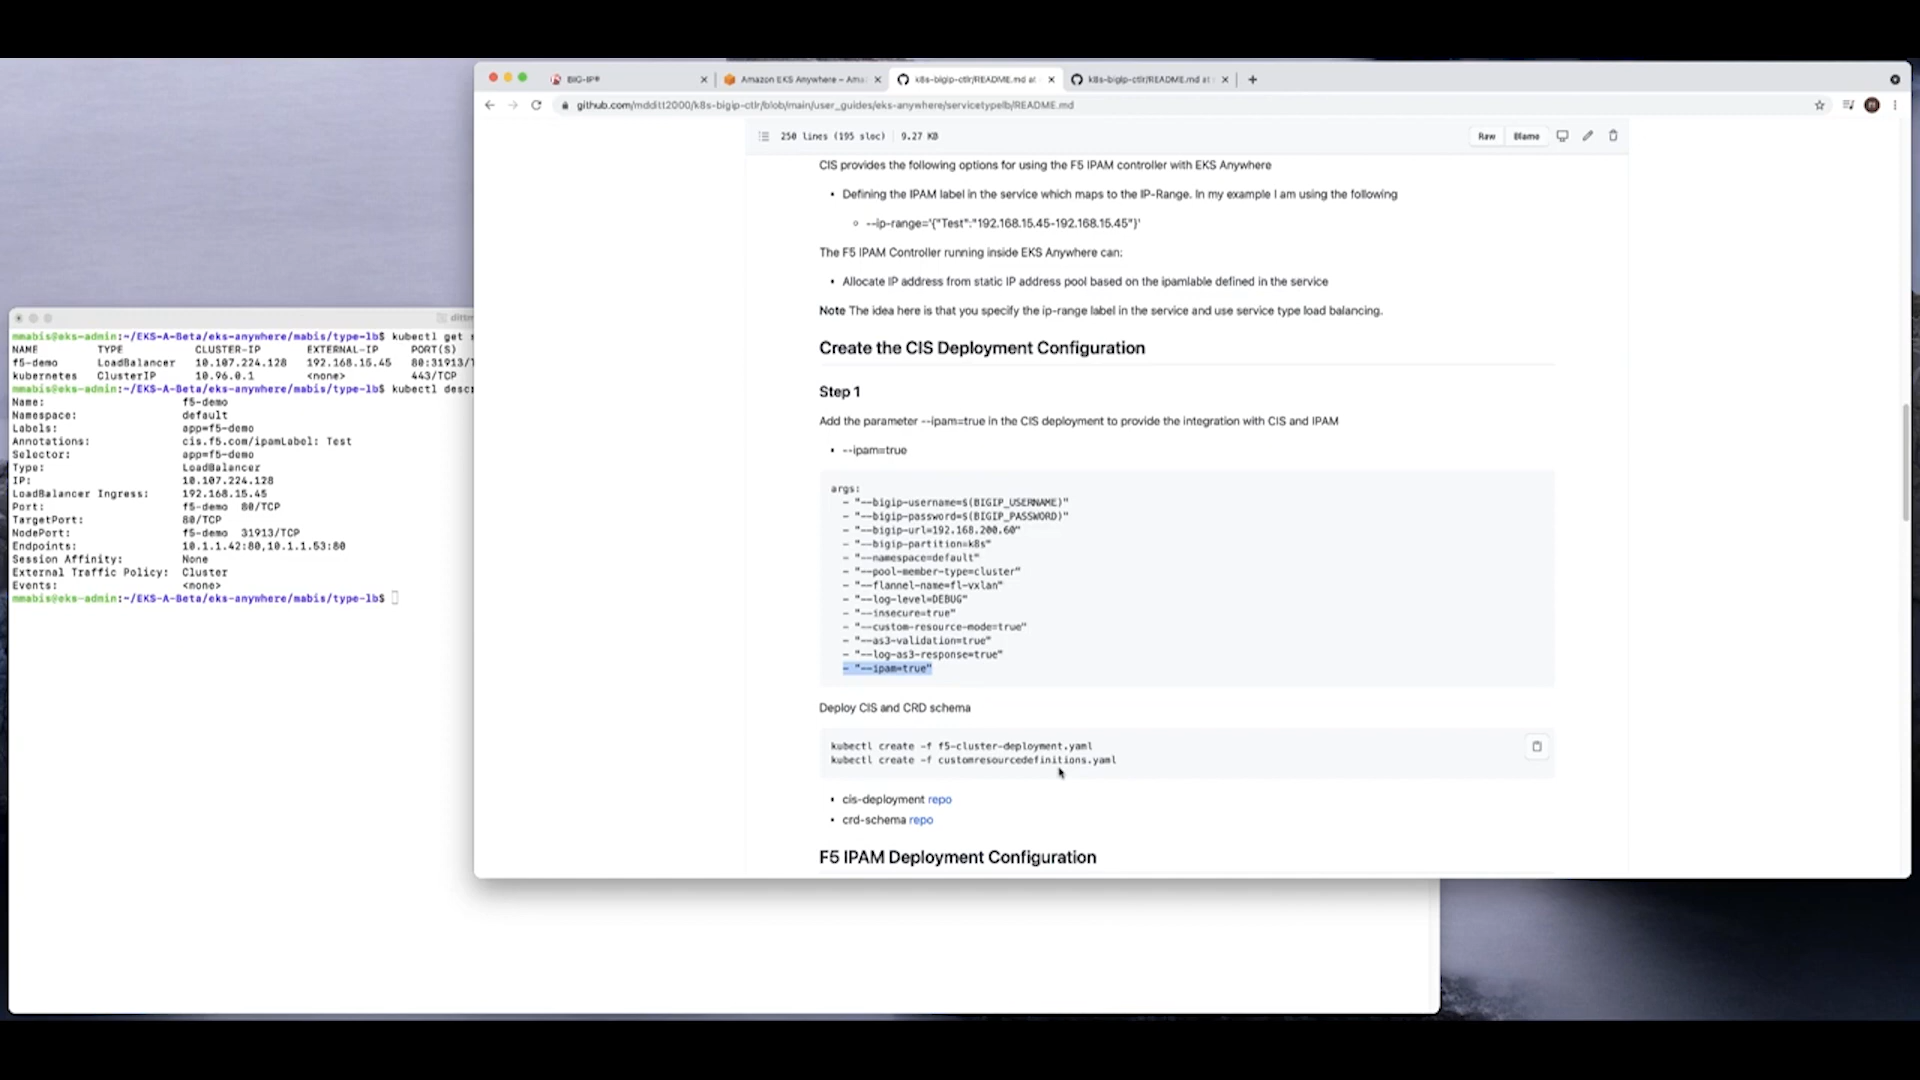 BIG-IP®
Amazon EKS Anywhere – Ama
k8s-bigip-ctlr/README.md at
k8s-bigip-ctlr/README.md at
github.com/mdditt2000/k8s-bigip-ctlr/blob/main/user_guides/eks-anywhere/servicetypelb/README.md
250 lines (195 sloc) 9.27 KB
Raw Blame
CIS provides the following options for using the F5 IPAM controller with EKS Anywhere
• Defining the IPAM label in the service which maps to the IP-Range. In my example I am using the following
◦ --ip-range='{"Test":"192.168.15.45-192.168.15.45"}'
The F5 IPAM Controller running inside EKS Anywhere can:
• Allocate IP address from static IP address pool based on the ipamlable defined in the service
Note The idea here is that you specify the ip-range label in the service and use service type load balancing.
Create the CIS Deployment Configuration
Step 1
Add the parameter --ipam=true in the CIS deployment to provide the integration with CIS and IPAM
• --ipam=true
args:
- "--bigip-username=$(BIGIP_USERNAME)"
- "--bigip-password=$(BIGIP_PASSWORD)"
- "--bigip-url=192.168.200.60"
- "--bigip-partition=k8s"
- "--namespace=default"
- "--pool-member-type=cluster"
- "--flannel-name=fl-vxlan"
- "--log-level=DEBUG"
- "--insecure=true"
- "--custom-resource-mode=true"
- "--as3-validation=true"
- "--log-as3-response=true"
- "--ipam=true"
Deploy CIS and CRD schema
kubectl create -f f5-cluster-deployment.yaml
kubectl create -f customresourcedefinitions.yaml
• cis-deployment repo
• crd-schema repo
F5 IPAM Deployment Configuration
mmabis@eks-admin:~/EKS-A-Beta/eks-anywhere/mabis/type-lb$ kubectl get
NAME TYPE CLUSTER-IP EXTERNAL-IP PORT(S)
f5-demo LoadBalancer 10.107.224.128 192.168.15.45 80:31913/
kubernetes ClusterIP 10.96.0.1 <none> 443/TCP
mmabis@eks-admin:~/EKS-A-Beta/eks-anywhere/mabis/type-lb$ kubectl desc
Name: f5-demo
Namespace: default
Labels: app=f5-demo
Annotations: cis.f5.com/ipamLabel: Test
Selector: app=f5-demo
Type: LoadBalancer
IP: 10.107.224.128
LoadBalancer Ingress: 192.168.15.45
Port: f5-demo 80/TCP
TargetPort: 80/TCP
NodePort: f5-demo 31913/TCP
Endpoints: 10.1.1.42:80,10.1.1.53:80
Session Affinity: None
External Traffic Policy: Cluster
Events: <none>
mmabis@eks-admin:~/EKS-A-Beta/eks-anywhere/mabis/type-lb$